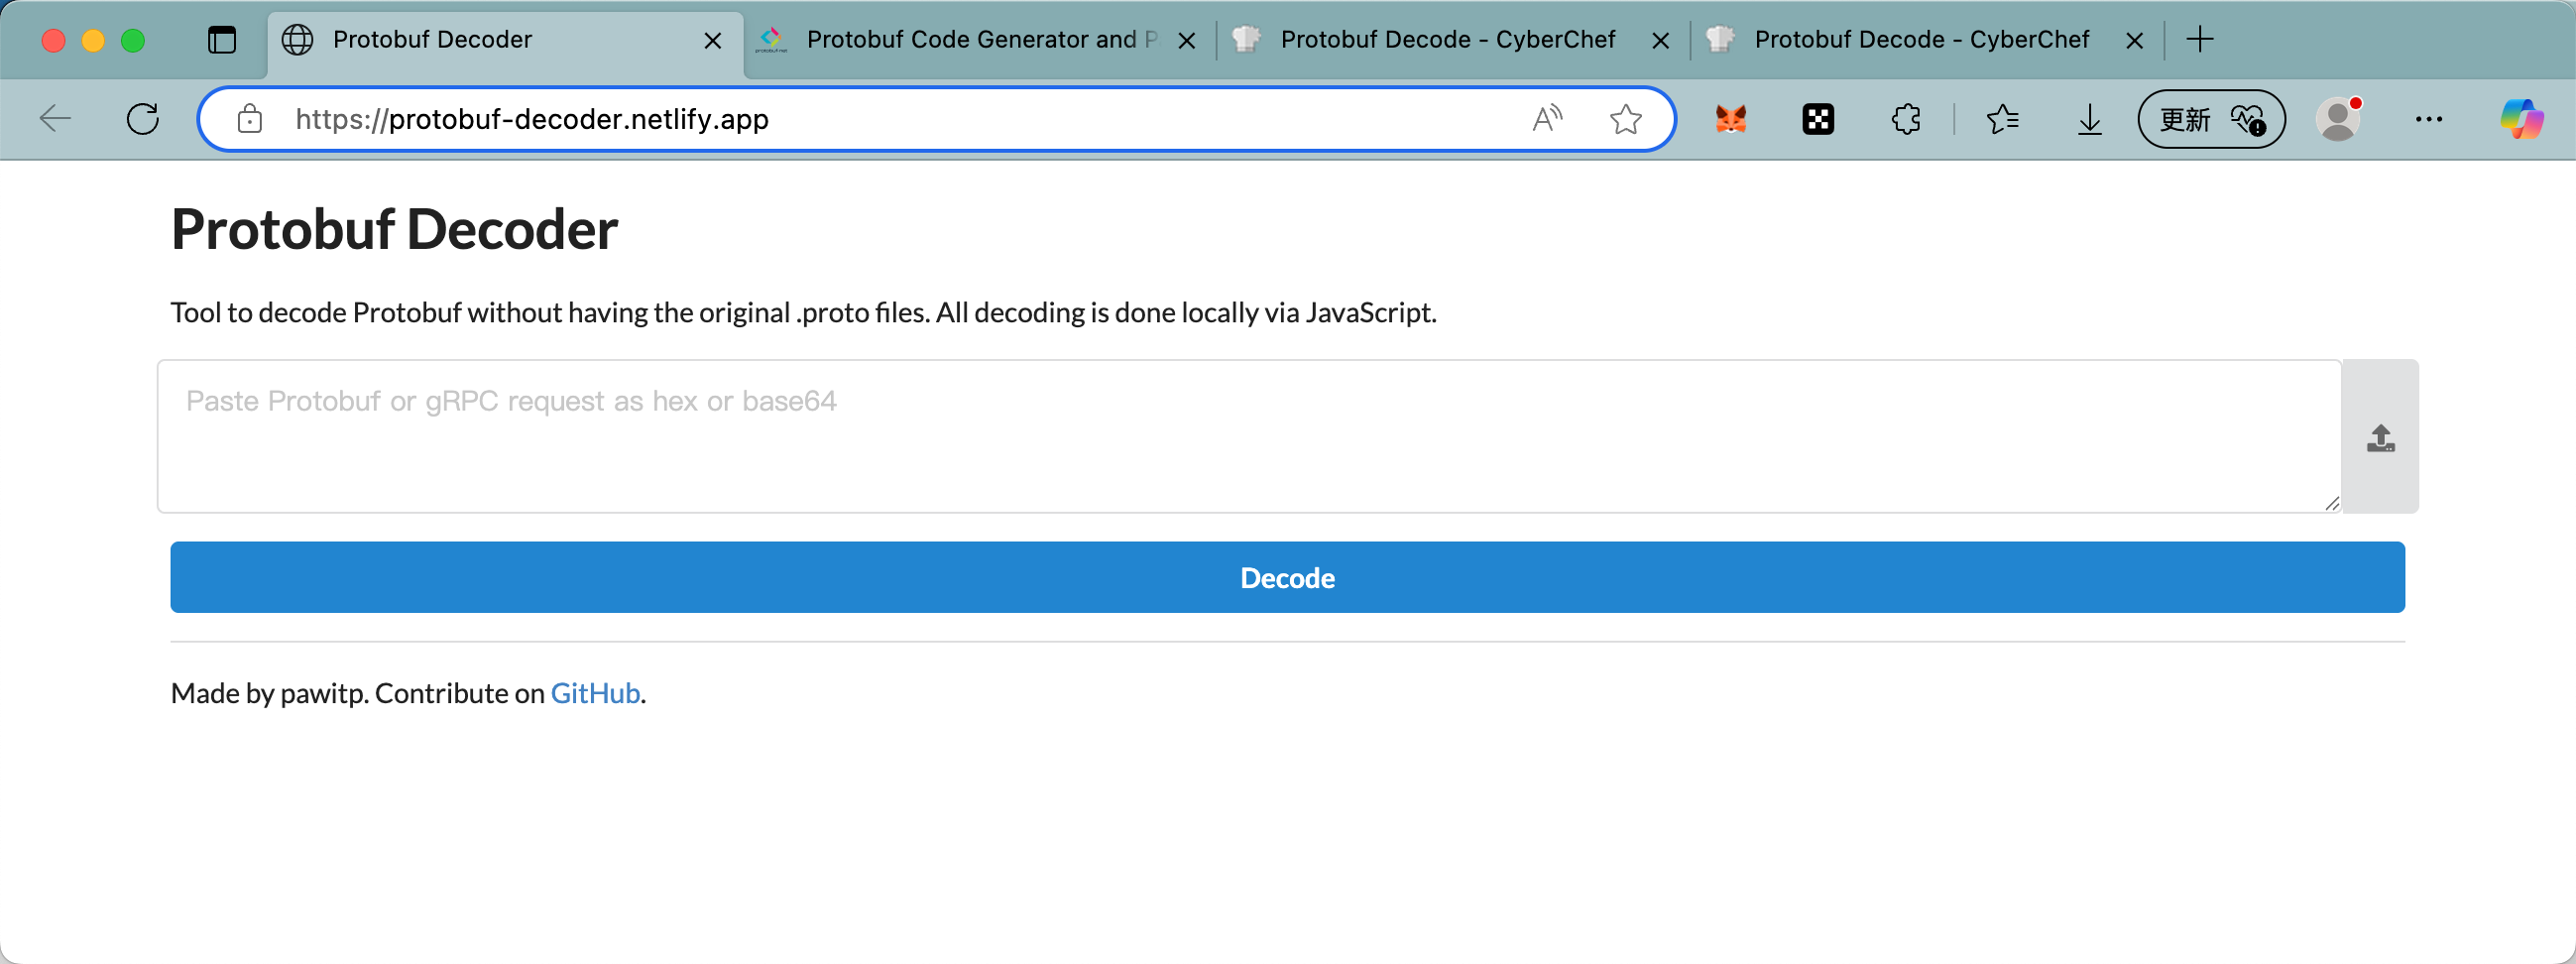 Protobuf Decoder
Protobuf Code Generator and P
Protobuf Decode - CyberChef
Protobuf Decode - CyberChef
https://protobuf-decoder.netlify.app
更新
Protobuf Decoder
Tool to decode Protobuf without having the original .proto files. All decoding is done locally via JavaScript.
Paste Protobuf or gRPC request as hex or base64
Decode
Made by pawitp. Contribute on GitHub.